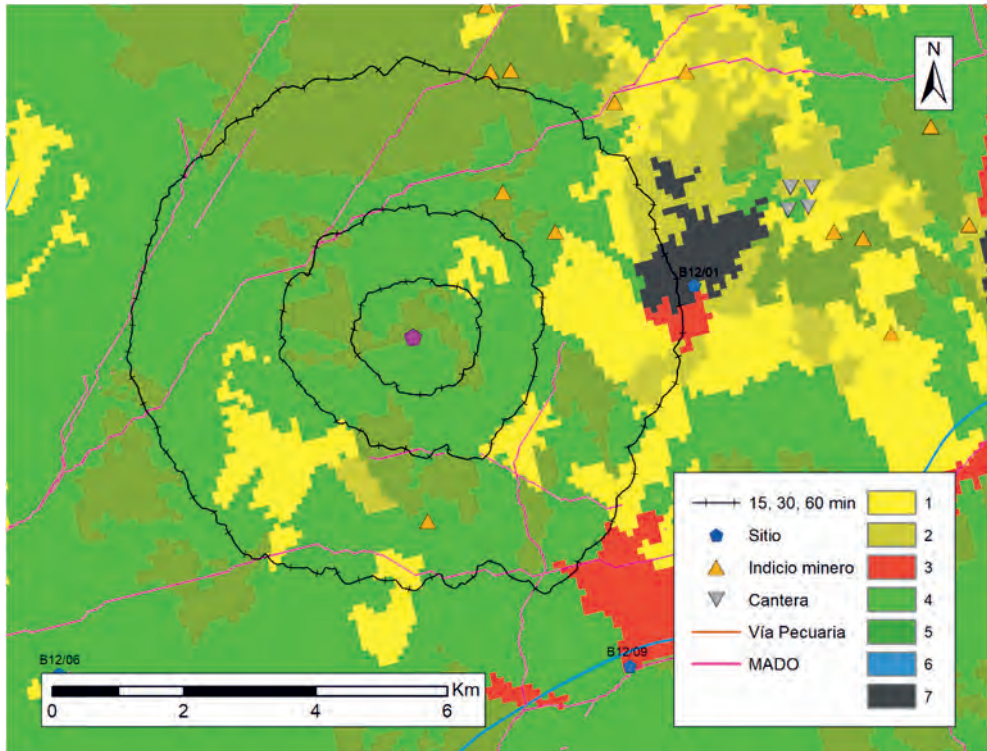 N
B12/01
B12/06
B12/09
Km
0 2 4 6
15, 30, 60 min
Sitio
Indicio minero
Cantera
Vía Pecuaria
MADO
1
2
3
4
5
6
7